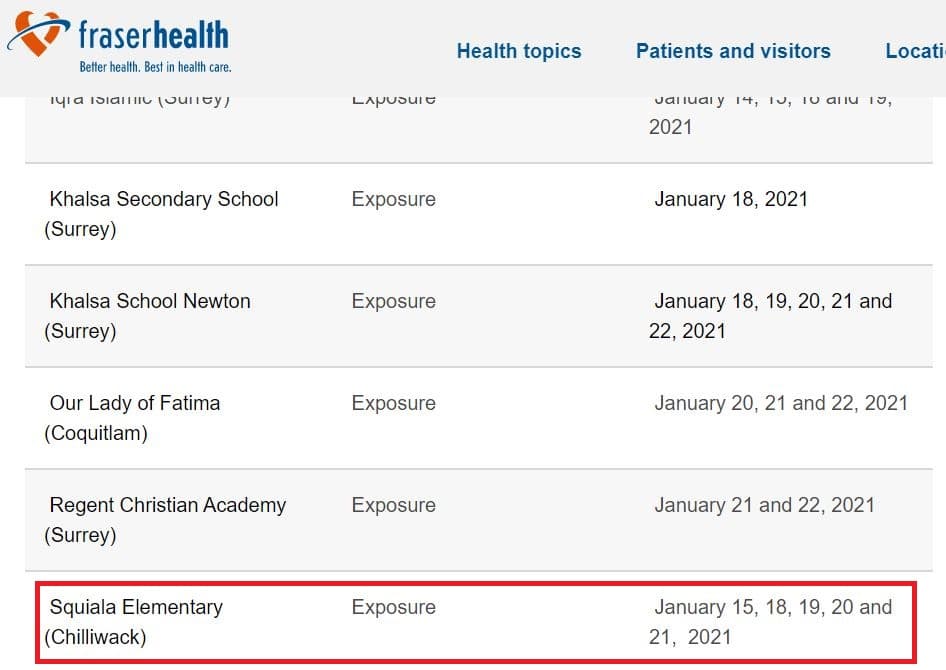 fraserhealth
Better health. Best in health care.
Health topics Patients and visitors Locati
Iqra Islamic (Surrey) Exposure January 14, 15, 18 and 19,
2021
Khalsa Secondary School Exposure January 18, 2021
(Surrey)
Khalsa School Newton Exposure January 18, 19, 20, 21 and
(Surrey) 22, 2021
Our Lady of Fatima Exposure January 20, 21 and 22, 2021
(Coquitlam)
Regent Christian Academy Exposure January 21 and 22, 2021
(Surrey)
Squiala Elementary Exposure January 15, 18, 19, 20 and
(Chilliwack) 21, 2021